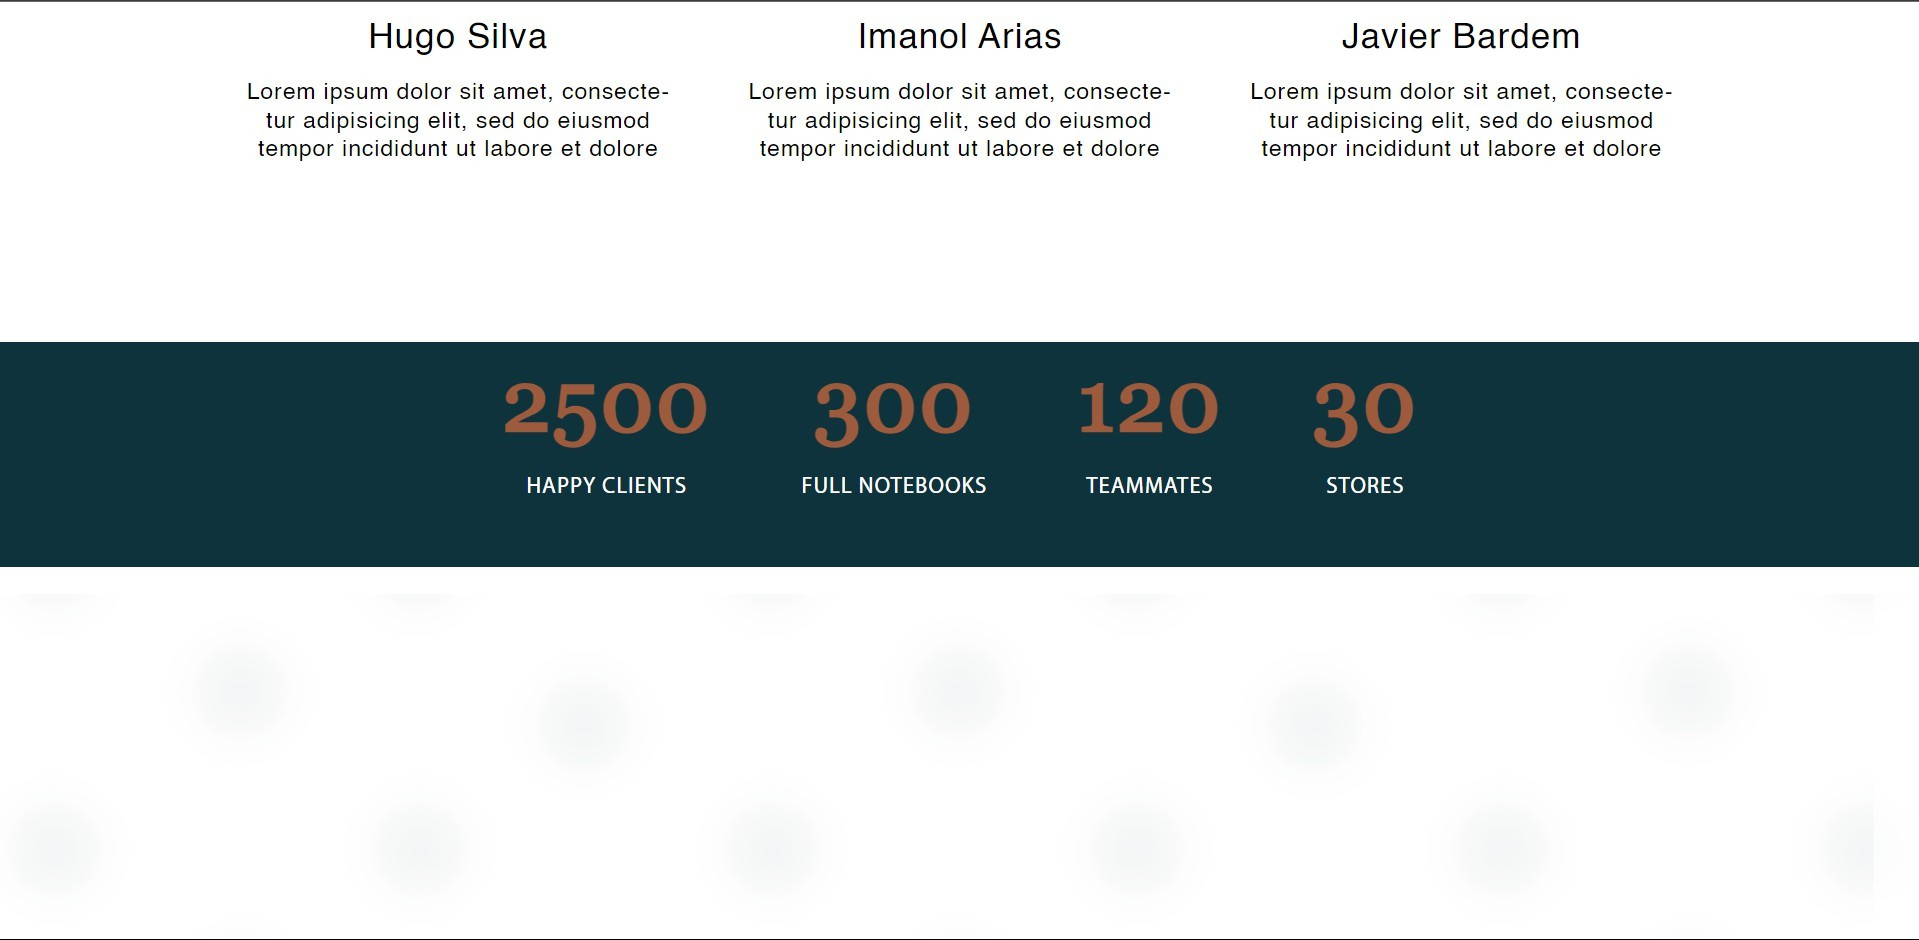 Hugo Silva
Imanol Arias
Javier Bardem
Lorem ipsum dolor sit amet, consecte-
tur adipisicing elit, sed do eiusmod
tempor incididunt ut labore et dolore
Lorem ipsum dolor sit amet, consecte-
tur adipisicing elit, sed do eiusmod
tempor incididunt ut labore et dolore
Lorem ipsum dolor sit amet, consecte-
tur adipisicing elit, sed do eiusmod
tempor incididunt ut labore et dolore
2500
HAPPY CLIENTS
300
FULL NOTEBOOKS
120
TEAMMATES
30
STORES